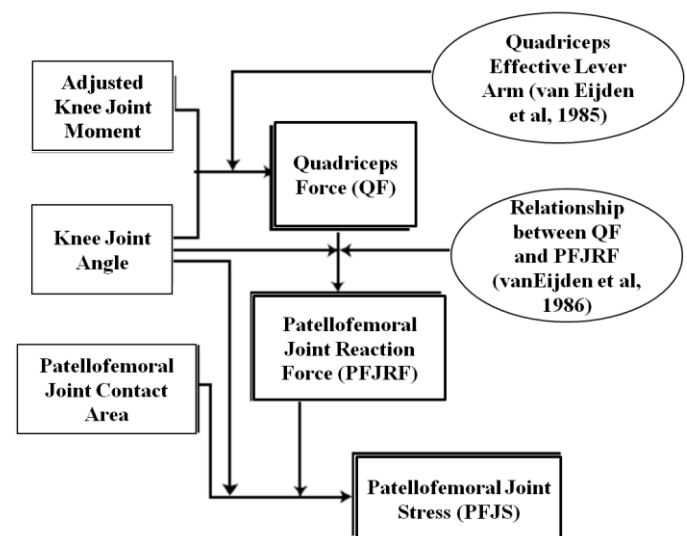 Adjusted
Knee Joint
Moment
Quadriceps
Effective Lever
Arm (van Eijden
et al, 1985)
Quadriceps
Force (QF)
Knee Joint
Angle
Relationship
between QF
and PFJRF
(vanEijden et al,
1986)
Patellofemoral
Joint Reaction
Force (PFJRF)
Patellofemoral
Joint Contact
Area
Patellofemoral Joint
Stress (PFJS)